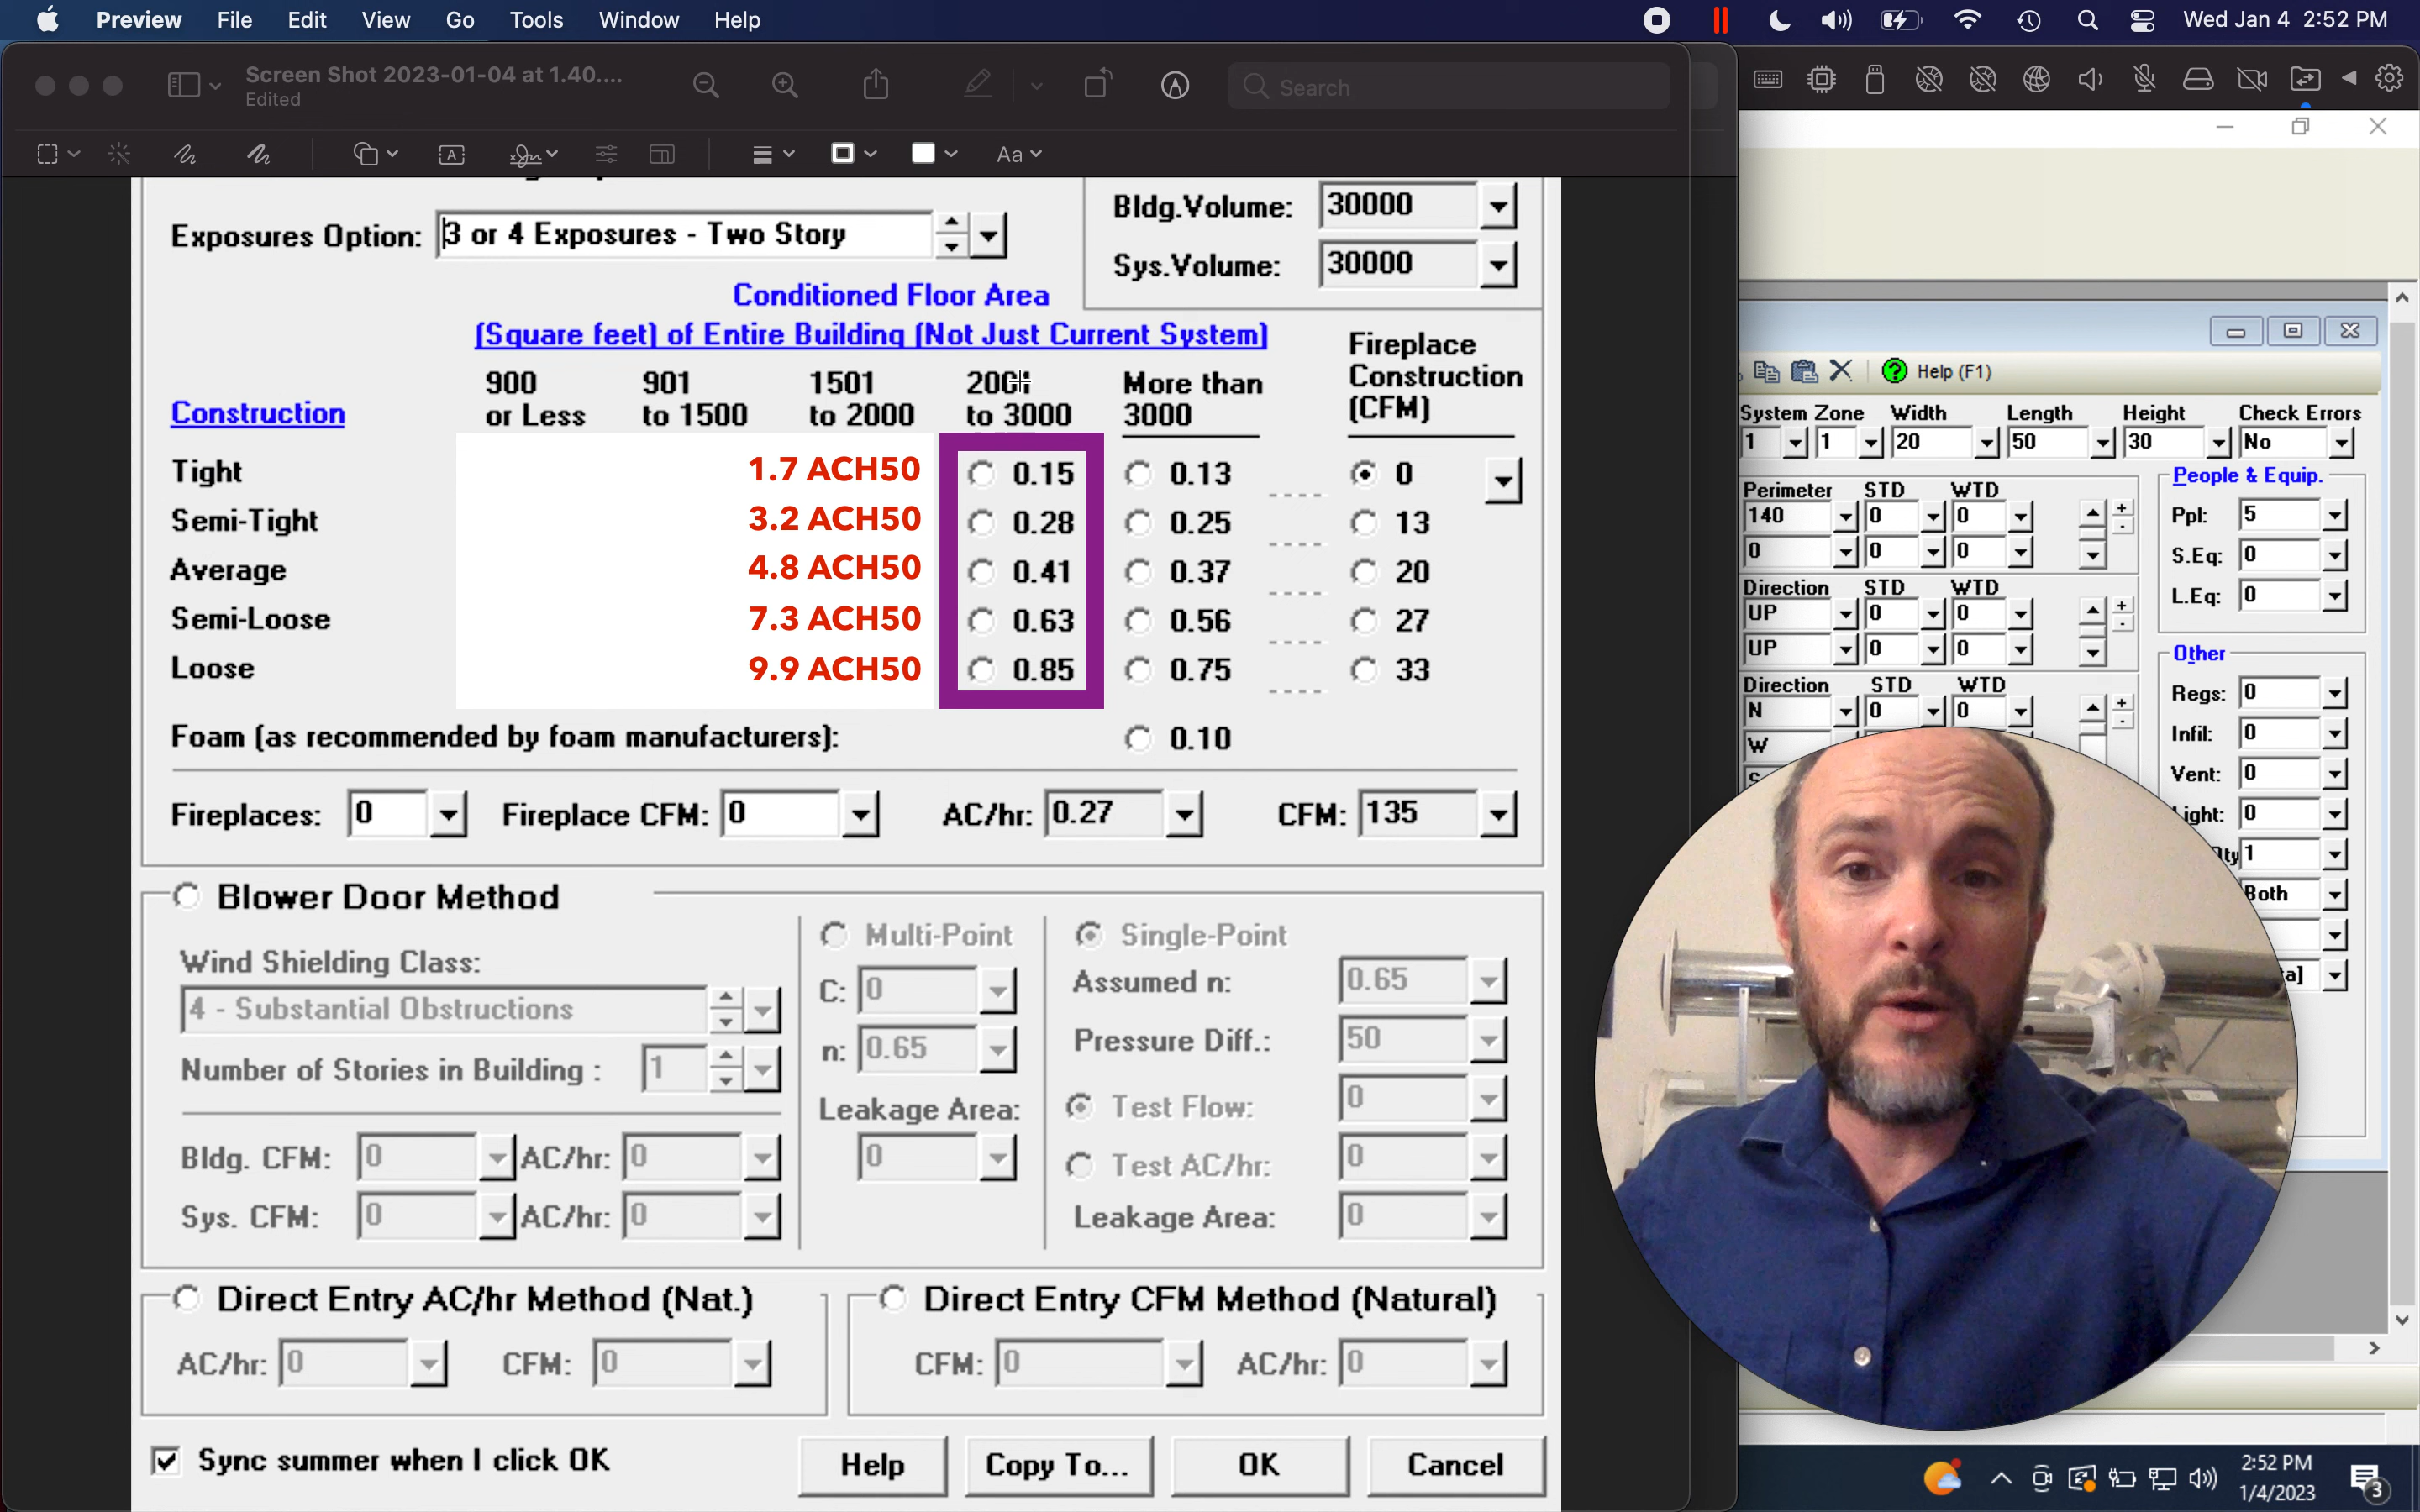 Preview File Edit View Go Tools Window Help
Wed Jan 4 2:52 PM
Screen Shot 2023-01-04 at 1.40....
Edited
Search
Aa
Exposures Option: 3 or 4 Exposures - Two Story
Bldg.Volume: 30000
Sys.Volume: 30000
Conditioned Floor Area
(Square feet) of Entire Building (Not Just Current System)
Construction
900 or Less
901 to 1500
1501 to 2000
2001 to 3000
More than 3000
Fireplace Construction (CFM)
Tight 1.7 ACH50 0.15 0.13 0
Semi-Tight 3.2 ACH50 0.28 0.25 13
Average 4.8 ACH50 0.41 0.37 20
Semi-Loose 7.3 ACH50 0.63 0.56 27
Loose 9.9 ACH50 0.85 0.75 33
Foam (as recommended by foam manufacturers): 0.10
Fireplaces: 0 Fireplace CFM: 0 AC/hr: 0.27 CFM: 135
Blower Door Method
Wind Shielding Class:
4 - Substantial Obstructions
Number of Stories in Building : 1
Bldg. CFM: 0 AC/hr: 0
Sys. CFM: 0 AC/hr: 0
Multi-Point
C: 0
n: 0.65
Leakage Area:
0
Single-Point
Assumed n: 0.65
Pressure Diff.: 50
Test Flow: 0
Test AC/hr: 0
Leakage Area: 0
Direct Entry AC/hr Method (Nat.)
AC/hr: 0 CFM: 0
Direct Entry CFM Method (Natural)
CFM: 0 AC/hr: 0
Sync summer when I click OK
Help Copy To... OK Cancel
Help (F1)
System Zone Width Length Height Check Errors
1 1 20 50 30 No
Perimeter STD WTD
140 0 0
0 0 0
Direction STD WTD
UP 0 0
UP 0 0
Direction STD WTD
N 0 0
W
S
People & Equip.
Ppl: 5
S.Eq: 0
L.Eq: 0
Other
Regs: 0
Infil: 0
Vent: 0
ight: 0
Qty 1
Both
a]
2:52 PM
1/4/2023
3